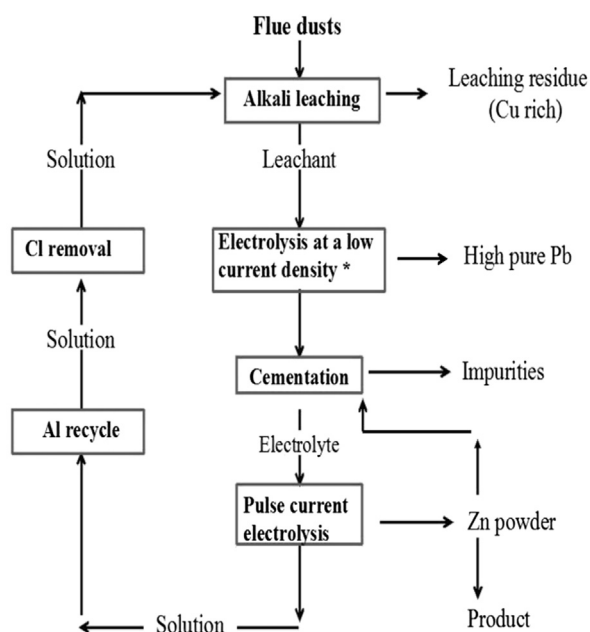 Flue dusts
Alkali leaching
Leaching residue
(Cu rich)
Solution
Leachant
Cl removal
Electrolysis at a low
current density *
High pure Pb
Solution
Cementation
Impurities
Al recycle
Electrolyte
Pulse current
electrolysis
Zn powder
Solution
Product